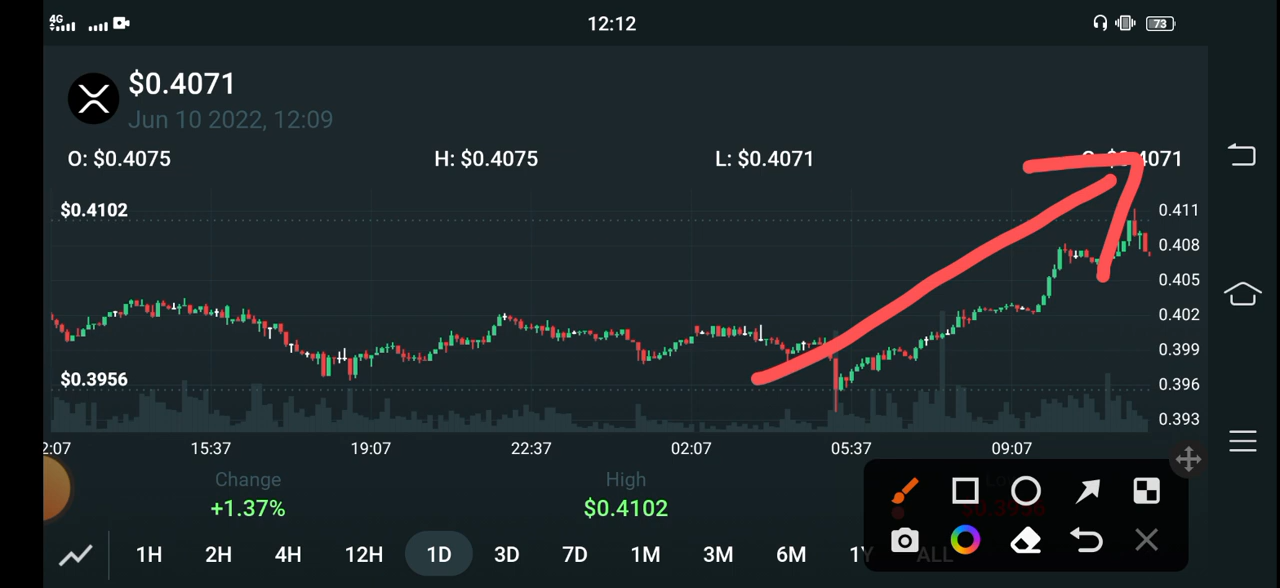 4G
12:12
73
$0.4071
Jun 10 2022, 12:09
O: $0.4075 H: $0.4075 L: $0.4071
$0.4102
0.411
0.408
0.405
0.402
0.399
$0.3956
0.396
0.393
2:07 15:37 19:07 22:37 02:07 05:37 09:07
Change High
+1.37% $0.4102 $0.3956
1H 2H 4H 12H 1D 3D 7D 1M 3M 6M 1Y ALL